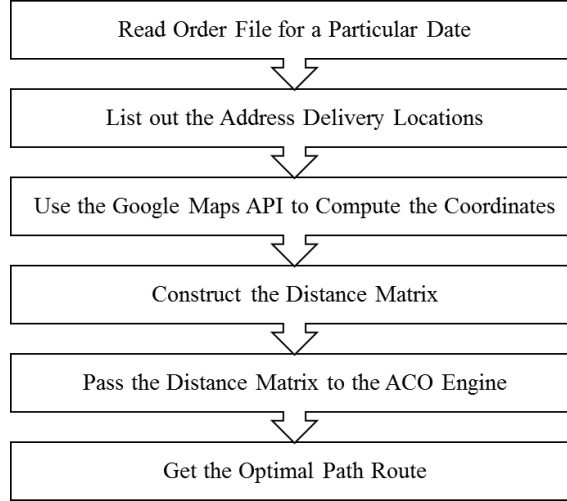 Read Order File for a Particular Date
List out the Address Delivery Locations
Use the Google Maps API to Compute the Coordinates
Construct the Distance Matrix
Pass the Distance Matrix to the ACO Engine
Get the Optimal Path Route